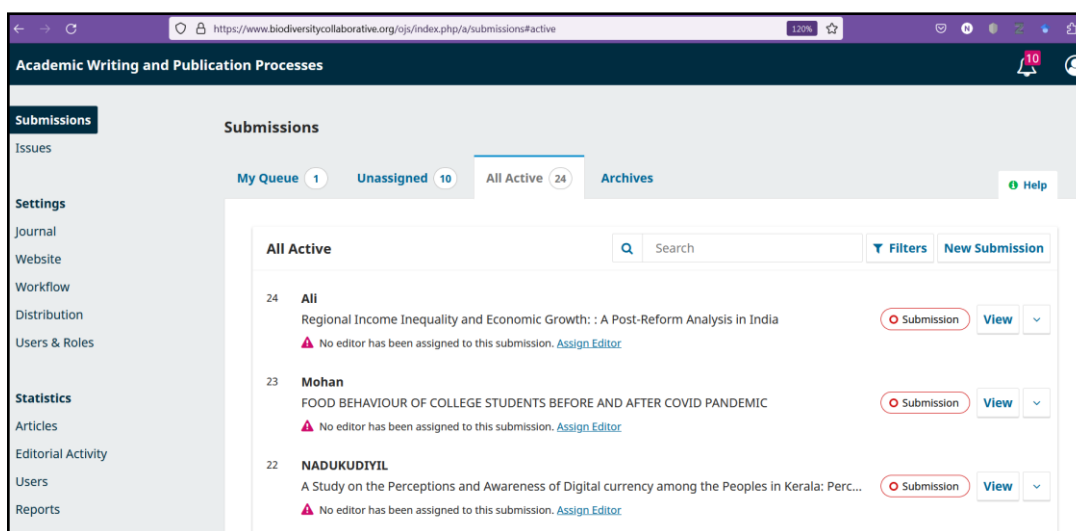 https://www.biodiversitycollaborative.org/ojs/index.php/a/submissions#active
120%
Academic Writing and Publication Processes
10
Submissions
Issues
Settings
Journal
Website
Workflow
Distribution
Users & Roles
Statistics
Articles
Editorial Activity
Users
Reports
Submissions
My Queue 1 Unassigned 10 All Active 24 Archives
Help
All Active Search Filters New Submission
24 Ali
Regional Income Inequality and Economic Growth: : A Post-Reform Analysis in India
No editor has been assigned to this submission. Assign Editor
Submission View
23 Mohan
FOOD BEHAVIOUR OF COLLEGE STUDENTS BEFORE AND AFTER COVID PANDEMIC
No editor has been assigned to this submission. Assign Editor
Submission View
22 NADUKUDIYIL
A Study on the Perceptions and Awareness of Digital currency among the Peoples in Kerala: Perc...
No editor has been assigned to this submission. Assign Editor
Submission View